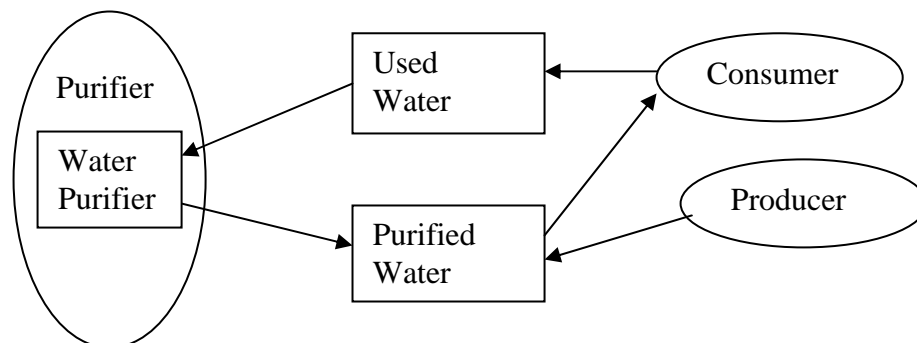 Purifier
Water
Purifier
Used
Water
Purified
Water
Consumer
Producer